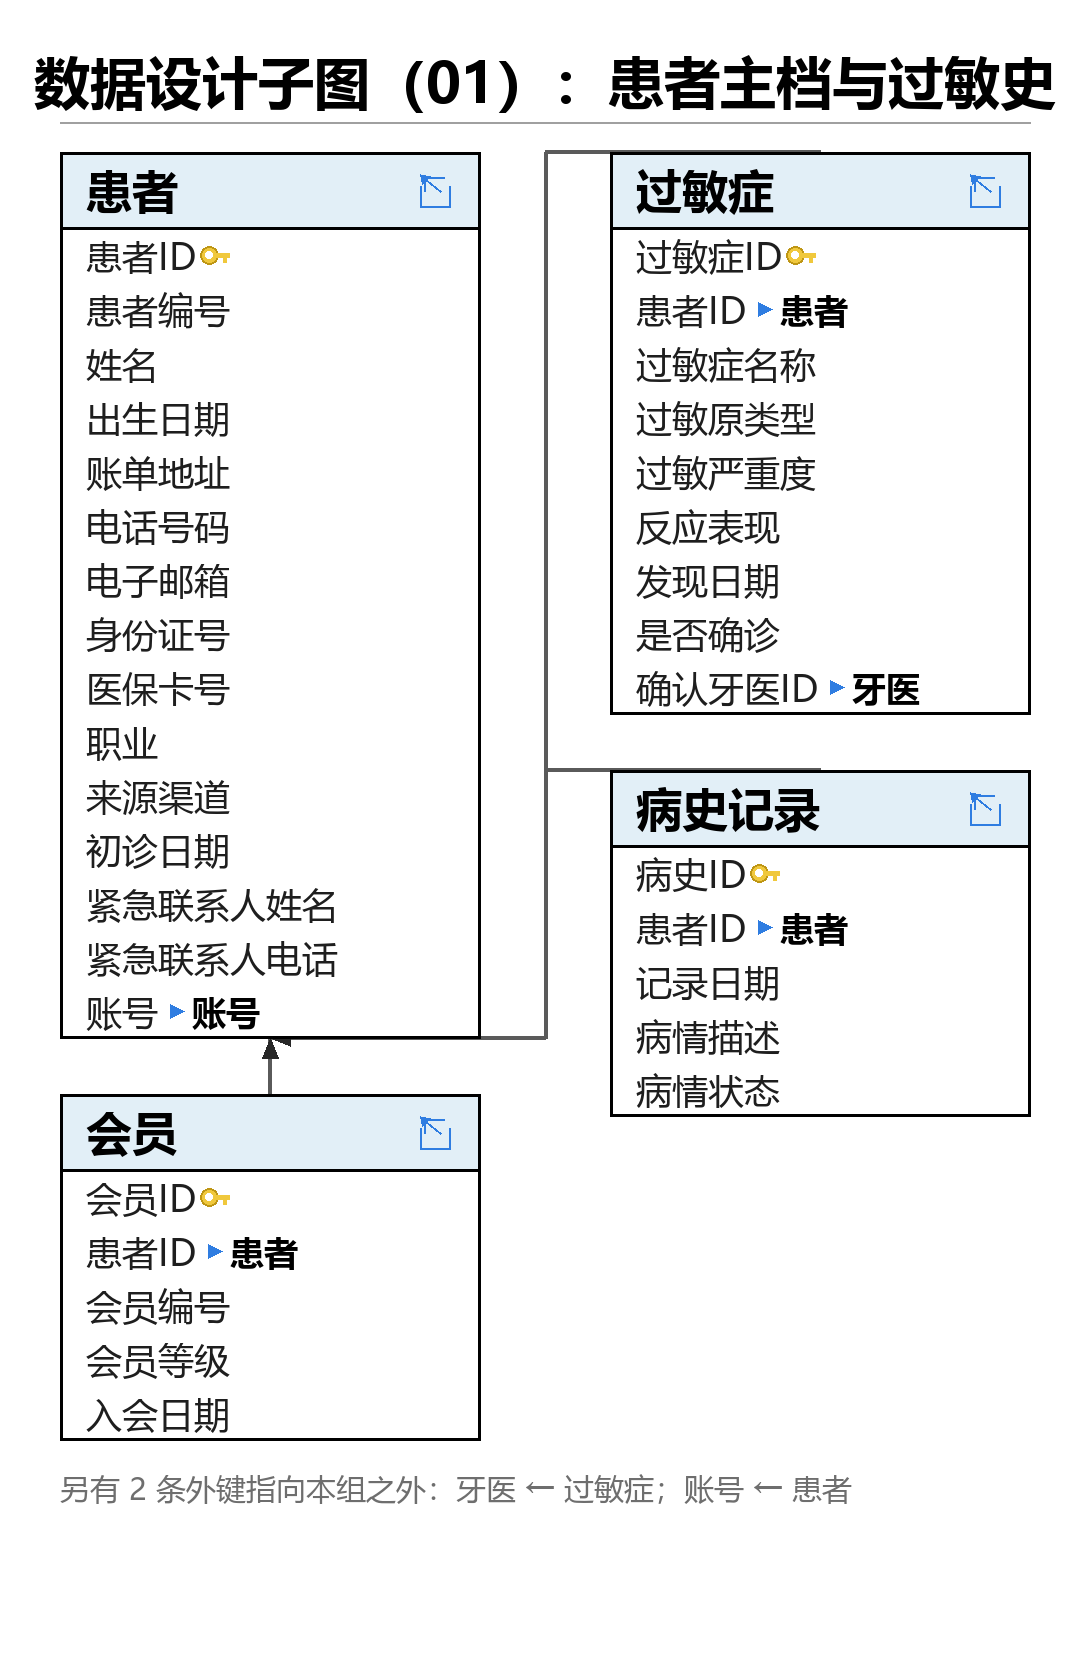 数据设计子图（01）：患者主档与过敏史
患者
患者ID
患者编号
姓名
出生日期
账单地址
电话号码
电子邮箱
身份证号
医保卡号
职业
来源渠道
初诊日期
紧急联系人姓名
紧急联系人电话
账号 ▶ 账号
过敏症
过敏症ID
患者ID ▶ 患者
过敏症名称
过敏原类型
过敏严重度
反应表现
发现日期
是否确诊
确认牙医ID ▶ 牙医
病史记录
病史ID
患者ID ▶ 患者
记录日期
病情描述
病情状态
会员
会员ID
患者ID ▶ 患者
会员编号
会员等级
入会日期
另有 2 条外键指向本组之外：牙医 ← 过敏症；账号 ← 患者